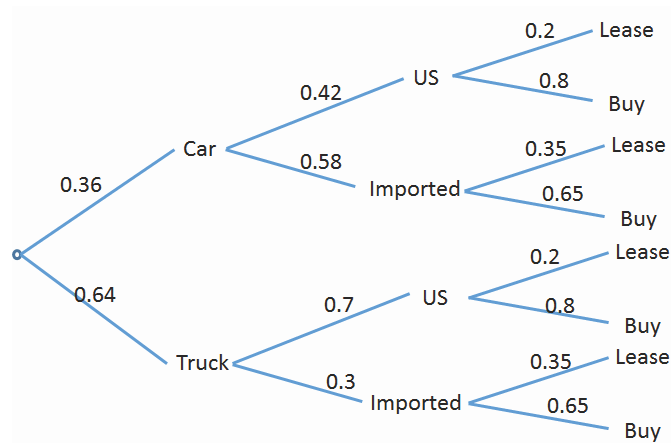 0.2
Lease
US
0.8
Buy
0.42
Car
0.58
0.35
Lease
Imported
0.65
Buy
0.36
0.64
0.2
Lease
US
0.8
Buy
0.7
Truck
0.3
0.35
Lease
Imported
0.65
Buy